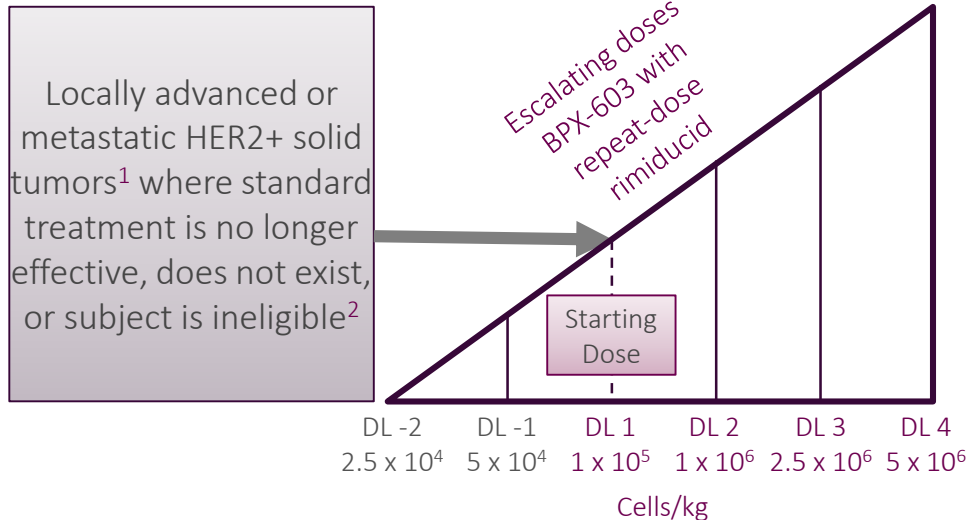 Locally advanced or
metastatic HER2+ solid
tumors¹ where standard
treatment is no longer
effective, does not exist,
or subject is ineligible²
Escalating doses
BPX-603 with
repeat-dose
rimiducid
Starting
Dose
DL -2 DL -1 DL 1 DL 2 DL 3 DL 4
2.5 x 10⁴ 5 x 10⁴ 1 x 10⁵ 1 x 10⁶ 2.5 x 10⁶ 5 x 10⁶
Cells/kg